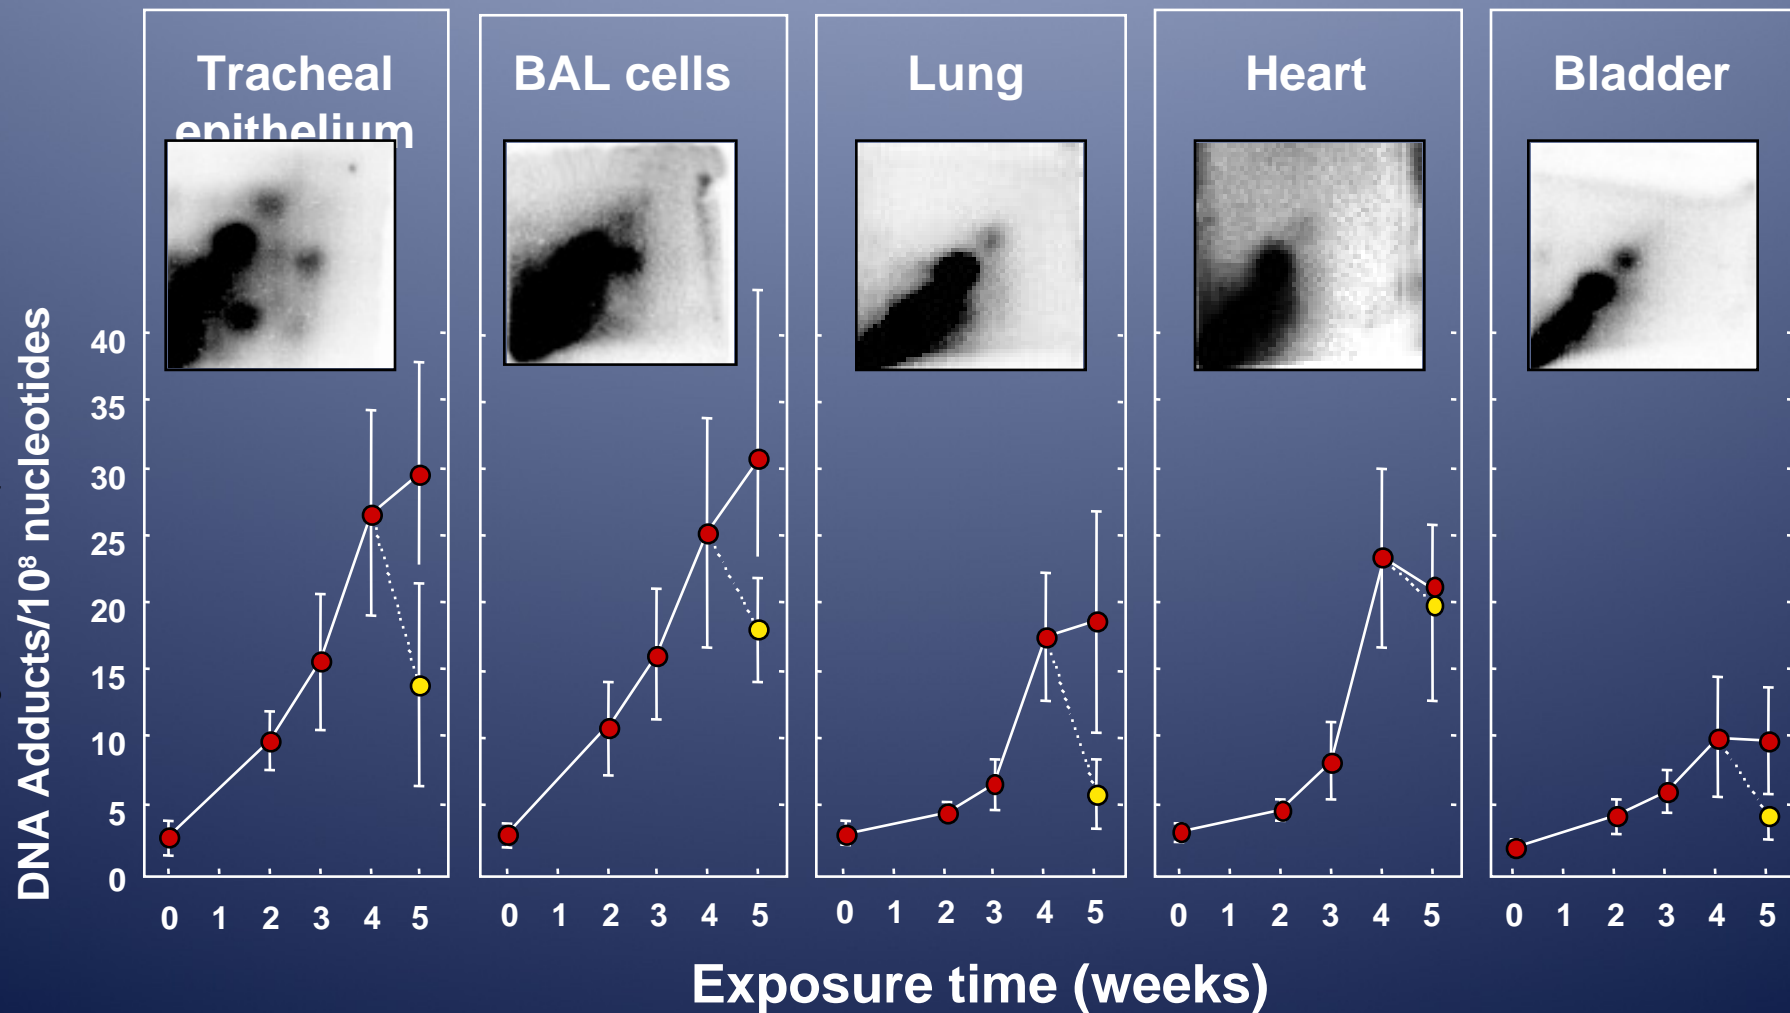 Tracheal
epithelium
BAL cells
Lung
Heart
Bladder
DNA Adducts/10⁸ nucleotides
40
35
30
25
20
15
10
5
0
0 1 2 3 4 5
0 1 2 3 4 5
0 1 2 3 4 5
0 1 2 3 4 5
0 1 2 3 4 5
Exposure time (weeks)